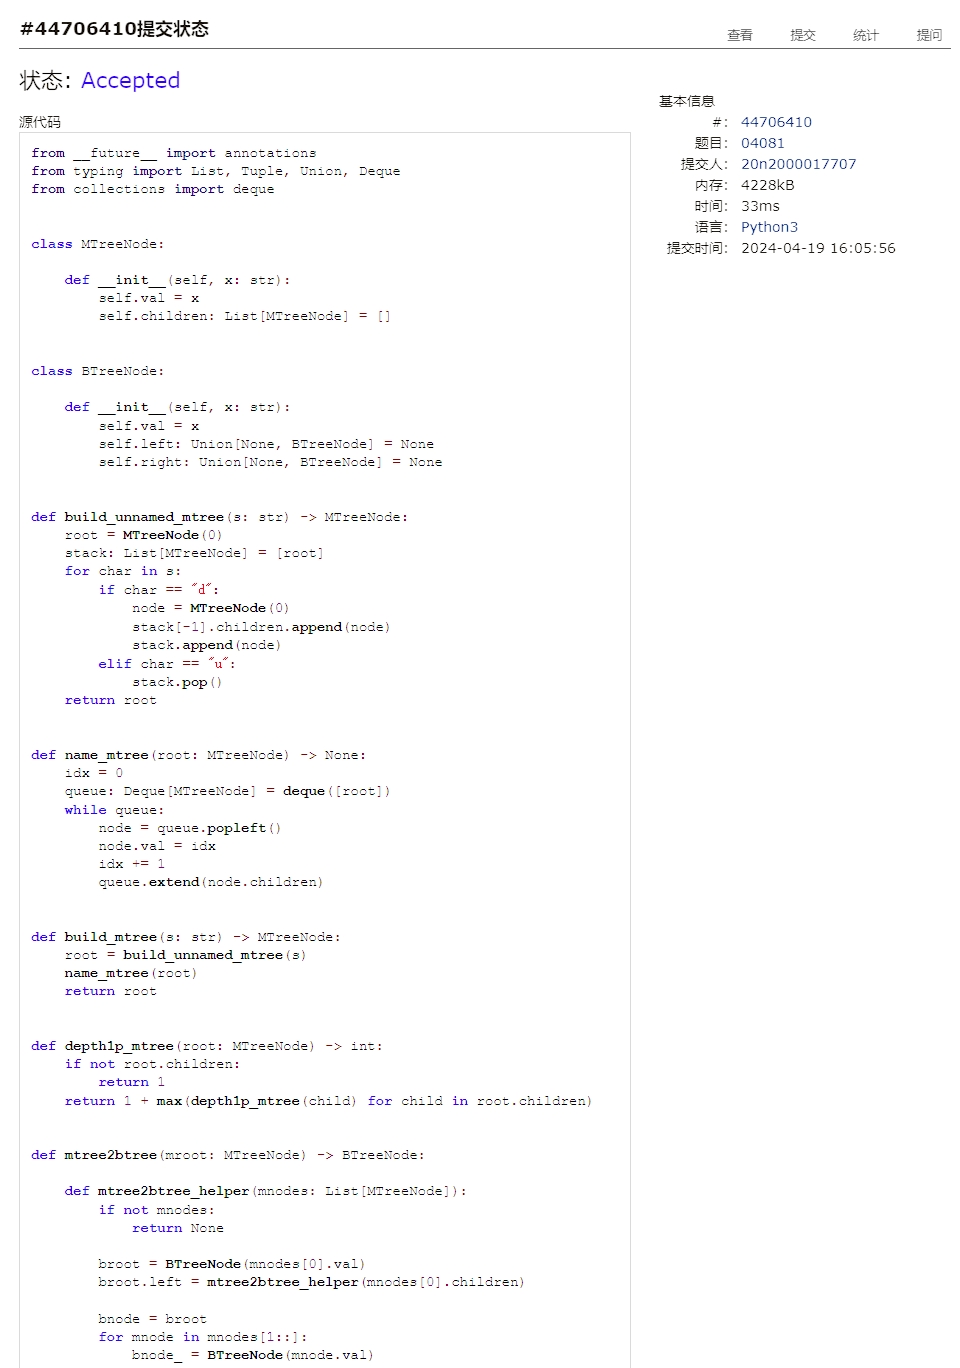 #44706410提交状态
查看 提交 统计 提问
状态: Accepted
基本信息
#: 44706410
题目: 04081
提交人: 20n2000017707
内存: 4228kB
时间: 33ms
语言: Python3
提交时间: 2024-04-19 16:05:56
源代码
from __future__ import annotations
from typing import List, Tuple, Union, Deque
from collections import deque
class MTreeNode:
    def __init__(self, x: str):
        self.val = x
        self.children: List[MTreeNode] = []
class BTreeNode:
    def __init__(self, x: str):
        self.val = x
        self.left: Union[None, BTreeNode] = None
        self.right: Union[None, BTreeNode] = None
def build_unnamed_mtree(s: str) -> MTreeNode:
    root = MTreeNode(0)
    stack: List[MTreeNode] = [root]
    for char in s:
        if char == "d":
            node = MTreeNode(0)
            stack[-1].children.append(node)
            stack.append(node)
        elif char == "u":
            stack.pop()
    return root
def name_mtree(root: MTreeNode) -> None:
    idx = 0
    queue: Deque[MTreeNode] = deque([root])
    while queue:
        node = queue.popleft()
        node.val = idx
        idx += 1
        queue.extend(node.children)
def build_mtree(s: str) -> MTreeNode:
    root = build_unnamed_mtree(s)
    name_mtree(root)
    return root
def depth1p_mtree(root: MTreeNode) -> int:
    if not root.children:
        return 1
    return 1 + max(depth1p_mtree(child) for child in root.children)
def mtree2btree(mroot: MTreeNode) -> BTreeNode:
    def mtree2btree_helper(mnodes: List[MTreeNode]):
        if not mnodes:
            return None
        broot = BTreeNode(mnodes[0].val)
        broot.left = mtree2btree_helper(mnodes[0].children)
        bnode = broot
        for mnode in mnodes[1::]:
            bnode_ = BTreeNode(mnode.val)